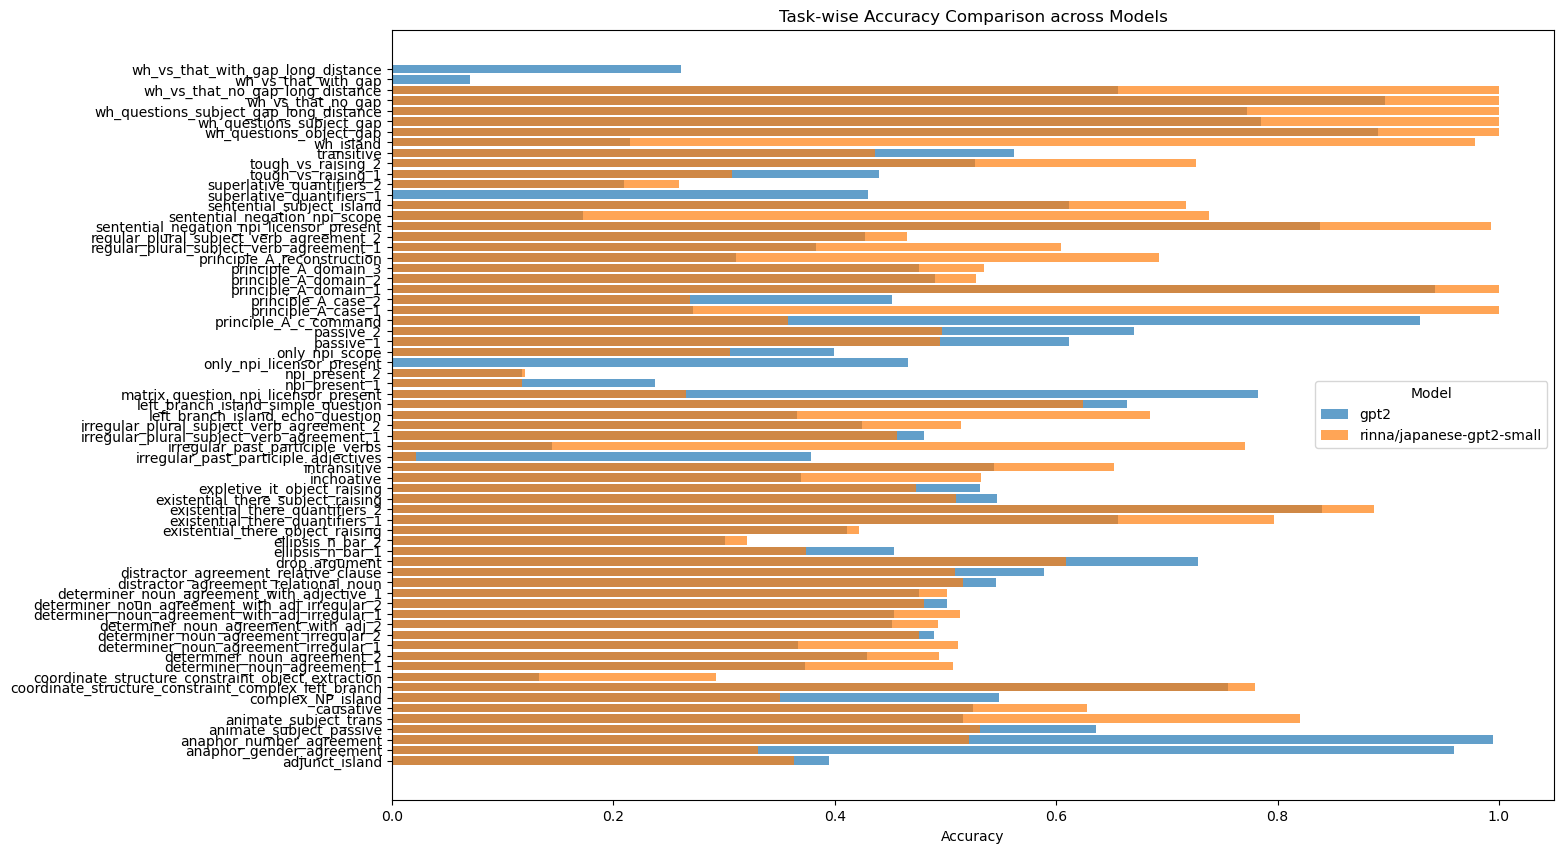 Task-wise Accuracy Comparison across Models
wh_vs_that_with_gap_long_distance
wh_vs_that_with_gap
wh_vs_that_no_gap_long_distance
wh_vs_that_no_gap
wh_questions_subject_gap_long_distance
wh_questions_subject_gap
wh_questions_object_gap
wh_island
transitive
tough_vs_raising_2
tough_vs_raising_1
superlative_quantifiers_2
superlative_quantifiers_1
sentential_subject_island
sentential_negation_npi_scope
sentential_negation_npi_licensor_present
regular_plural_subject_verb_agreement_2
regular_plural_subject_verb_agreement_1
principle_A_reconstruction
principle_A_domain_3
principle_A_domain_2
principle_A_domain_1
principle_A_case_2
principle_A_case_1
principle_A_c_command
passive_2
passive_1
only_npi_scope
only_npi_licensor_present
npi_present_2
npi_present_1
matrix_question_npi_licensor_present
left_branch_island_simple_question
left_branch_island_echo_question
irregular_plural_subject_verb_agreement_2
irregular_plural_subject_verb_agreement_1
irregular_past_participle_verbs
irregular_past_participle_adjectives
intransitive
inchoative
expletive_it_object_raising
existential_there_subject_raising
existential_there_quantifiers_2
existential_there_quantifiers_1
existential_there_object_raising
ellipsis_n_bar_2
ellipsis_n_bar_1
drop_argument
distractor_agreement_relative_clause
distractor_agreement_relational_noun
determiner_noun_agreement_with_adjective_1
determiner_noun_agreement_with_adj_irregular_2
determiner_noun_agreement_with_adj_irregular_1
determiner_noun_agreement_with_adj_2
determiner_noun_agreement_irregular_2
determiner_noun_agreement_irregular_1
determiner_noun_agreement_2
determiner_noun_agreement_1
coordinate_structure_constraint_object_extraction
coordinate_structure_constraint_complex_left_branch
complex_NP_island
causative
animate_subject_trans
animate_subject_passive
anaphor_number_agreement
anaphor_gender_agreement
adjunct_island
0.0 0.2 0.4 0.6 0.8 1.0
Accuracy
Model
gpt2
rinna/japanese-gpt2-small